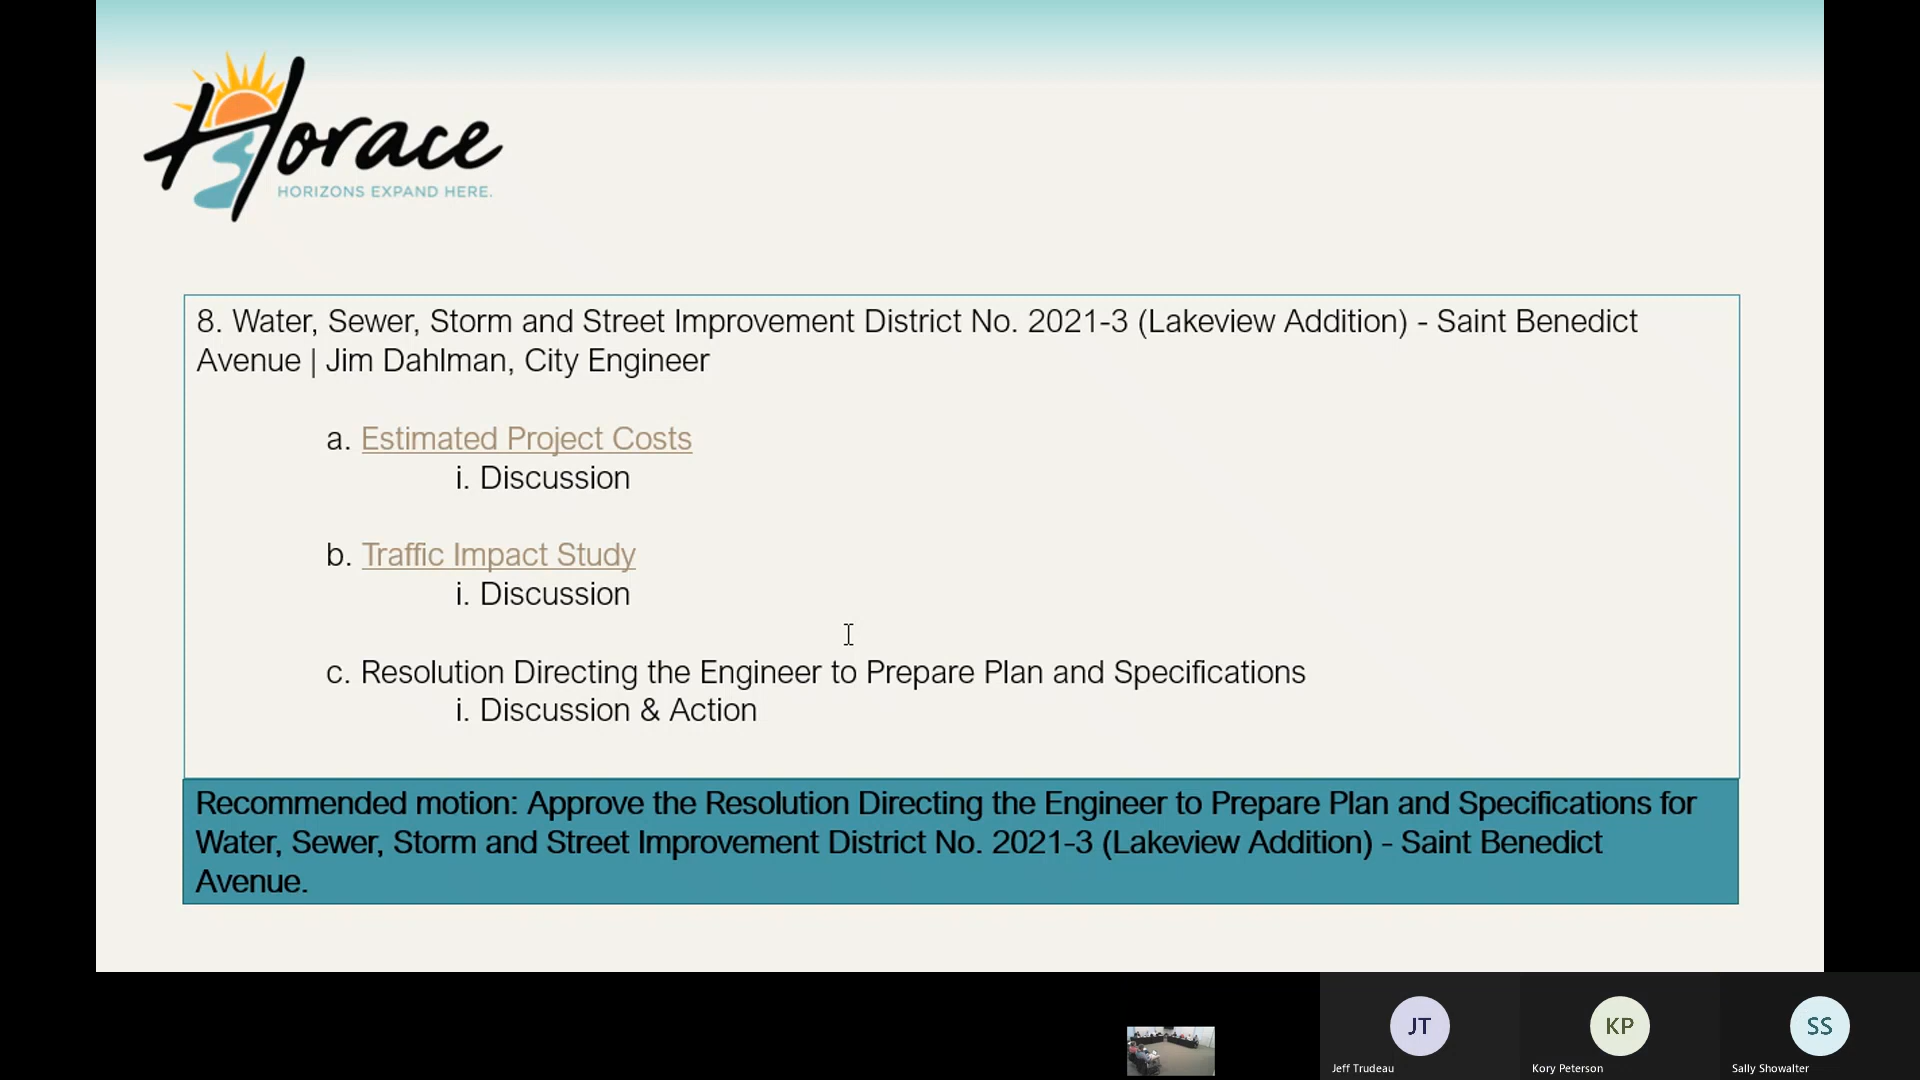 Horace
HORIZONS EXPAND HERE.
8. Water, Sewer, Storm and Street Improvement District No. 2021-3 (Lakeview Addition) - Saint Benedict
Avenue | Jim Dahlman, City Engineer
a. Estimated Project Costs
i. Discussion
b. Traffic Impact Study
i. Discussion
c. Resolution Directing the Engineer to Prepare Plan and Specifications
i. Discussion & Action
Recommended motion: Approve the Resolution Directing the Engineer to Prepare Plan and Specifications for
Water, Sewer, Storm and Street Improvement District No. 2021-3 (Lakeview Addition) - Saint Benedict
Avenue.
JT
KP
SS
Jeff Trudeau
Kory Peterson
Sally Showalter